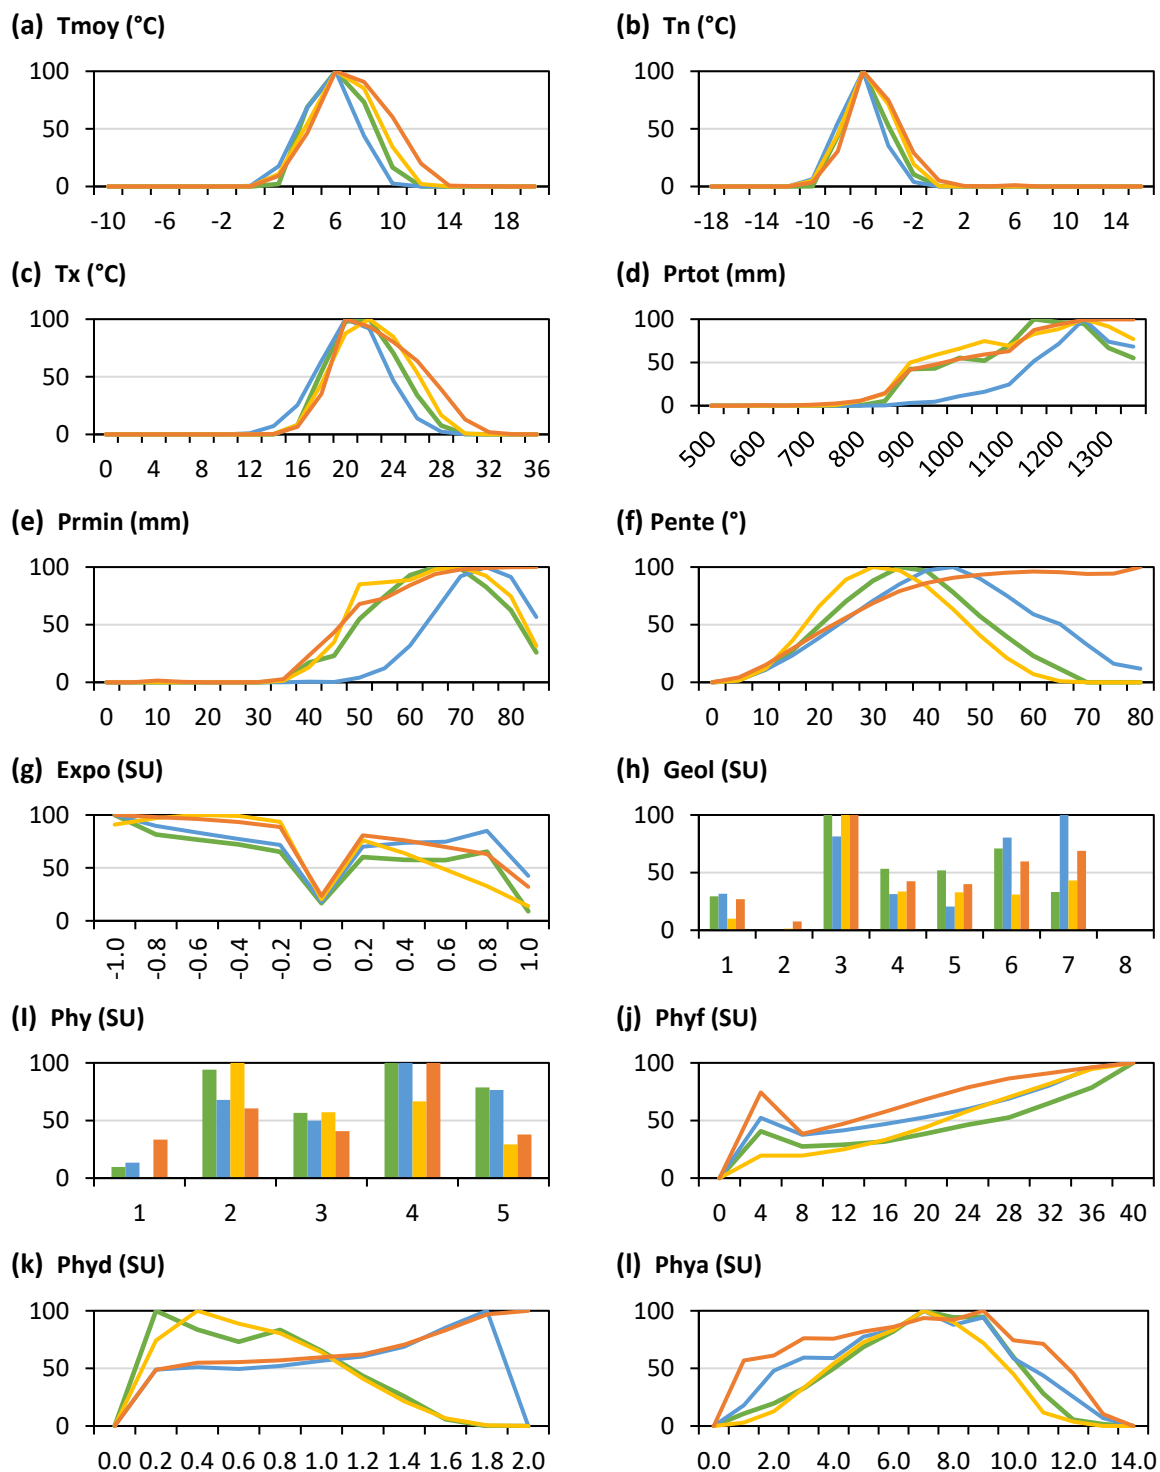 (a) Tmoy (°C)
100
50
0
-10 -6 -2 2 6 10 14 18
(b) Tn (°C)
100
50
0
-18 -14 -10 -6 -2 2 6 10 14
(c) Tx (°C)
100
50
0
0 4 8 12 16 20 24 28 32 36
(d) Prtot (mm)
100
50
0
500 600 700 800 900 1000 1100 1200 1300
(e) Prmin (mm)
100
50
0
0 10 20 30 40 50 60 70 80
(f) Pente (°)
100
50
0
0 10 20 30 40 50 60 70 80
(g) Expo (SU)
100
50
0
-1.0 -0.8 -0.6 -0.4 -0.2 0.0 0.2 0.4 0.6 0.8 1.0
(h) Geol (SU)
100
50
0
1 2 3 4 5 6 7 8
(I) Phy (SU)
100
50
0
1 2 3 4 5
(j) Phyf (SU)
100
50
0
0 4 8 12 16 20 24 28 32 36 40
(k) Phyd (SU)
100
50
0
0.0 0.2 0.4 0.6 0.8 1.0 1.2 1.4 1.6 1.8 2.0
(l) Phya (SU)
100
50
0
0.0 2.0 4.0 6.0 8.0 10.0 12.0 14.0